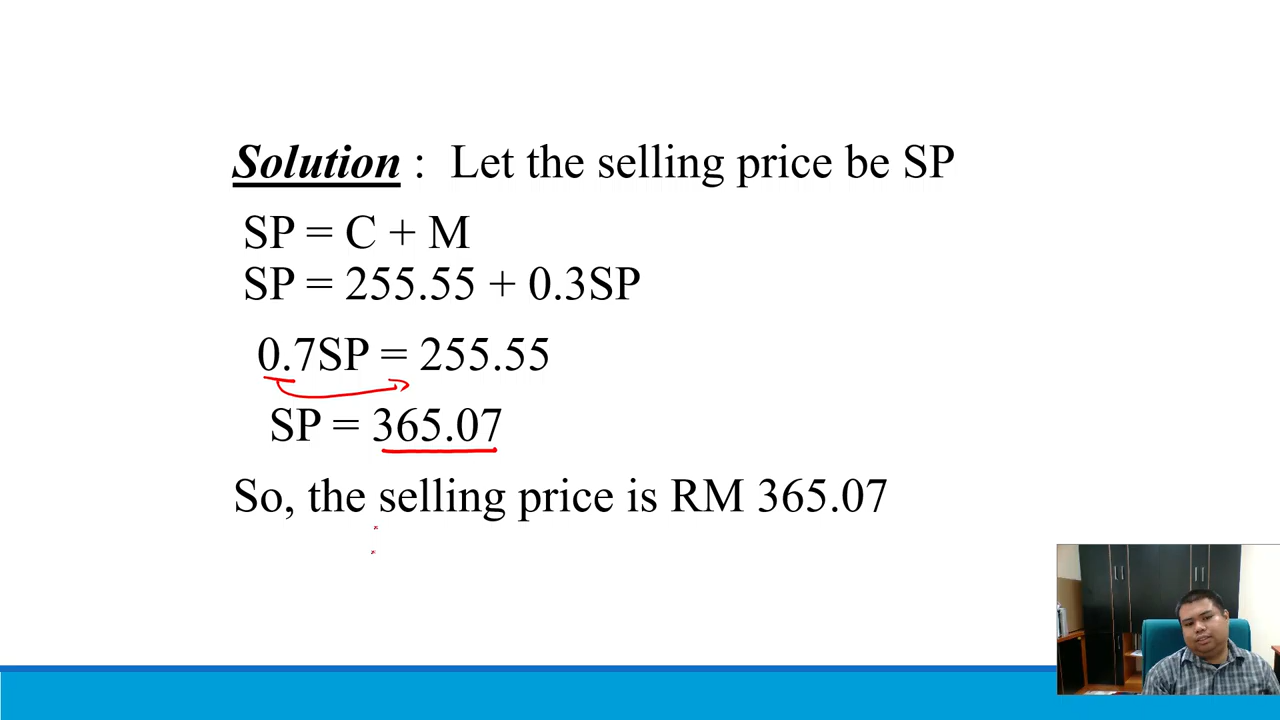 Solution : Let the selling price be SP
SP = C + M
SP = 255.55 + 0.3SP
0.7SP = 255.55
SP = 365.07
So, the selling price is RM 365.07